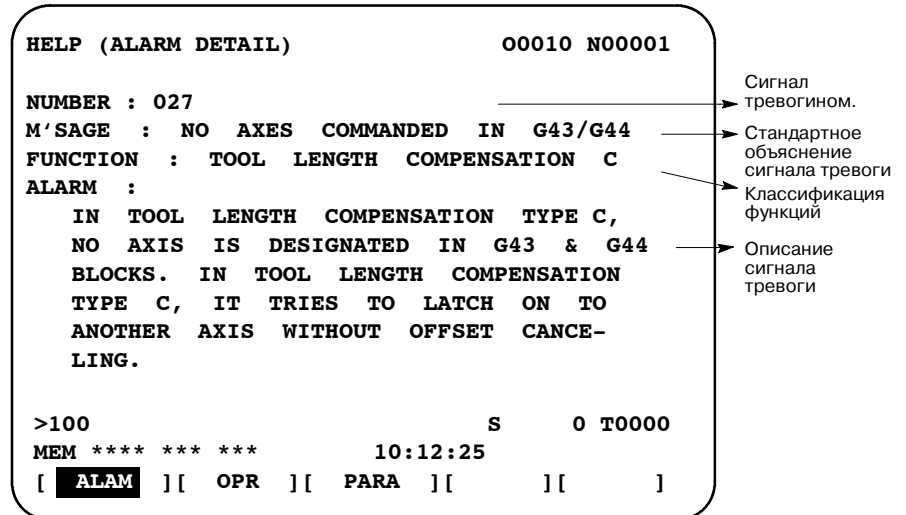 HELP (ALARM DETAIL) O0010 N00001
NUMBER : 027
M‘SAGE : NO AXES COMMANDED IN G43/G44
FUNCTION : TOOL LENGTH COMPENSATION C
ALARM :
IN TOOL LENGTH COMPENSATION TYPE C,
NO AXIS IS DESIGNATED IN G43 & G44
BLOCKS. IN TOOL LENGTH COMPENSATION
TYPE C, IT TRIES TO LATCH ON TO
ANOTHER AXIS WITHOUT OFFSET CANCE–
LING.
>100 S 0 T0000
MEM **** *** *** 10:12:25
[ ALAM ][ OPR ][ PARA ][ ][ ]
Сигнал
тревогином.
Стандартное
объяснение
сигнала тревоги
Классификация
функций
Описание
сигнала
тревоги